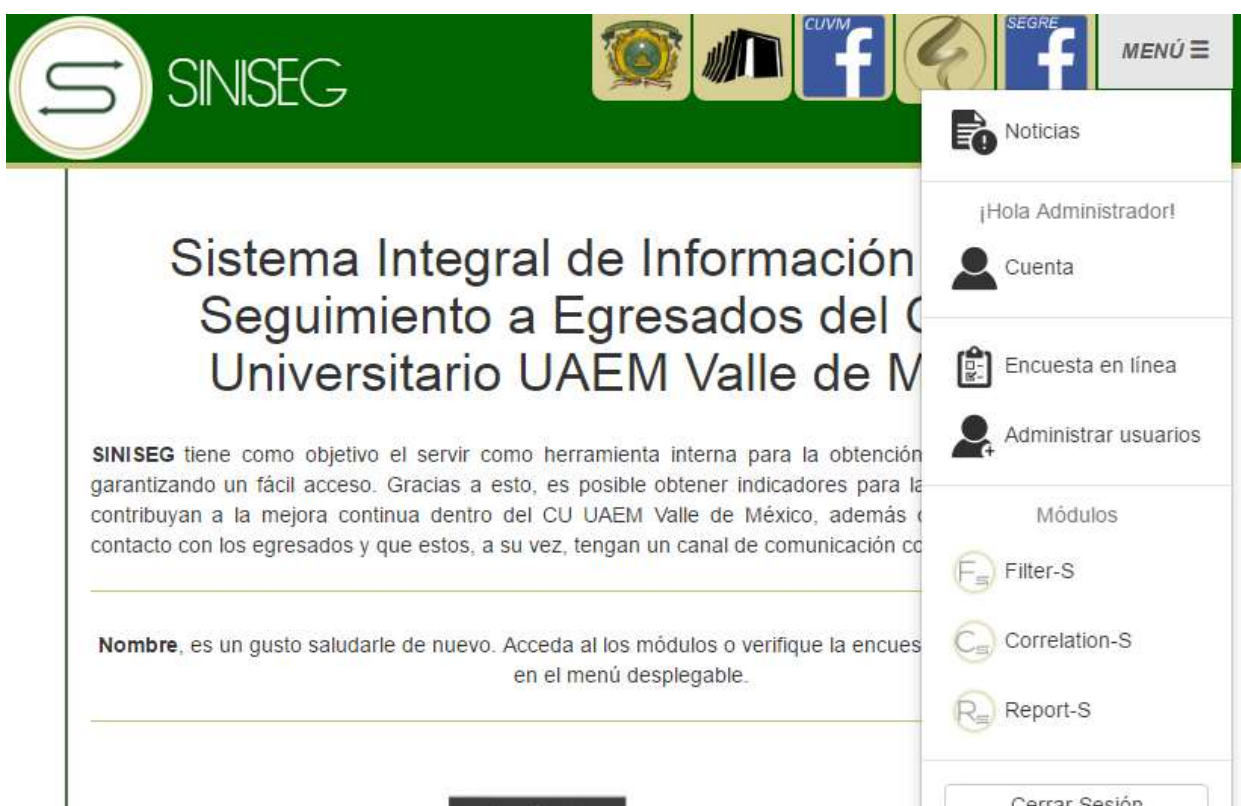 SINISEG
CUVM
SEGRE
MENÚ
Noticias
¡Hola Administrador!
Cuenta
Encuesta en línea
Administrar usuarios
Módulos
Filter-S
Correlation-S
Report-S
Cerrar Sesión
Sistema Integral de Información
Seguimiento a Egresados del
Universitario UAEM Valle de M
SINISEG tiene como objetivo el servir como herramienta interna para la obtención
garantizando un fácil acceso. Gracias a esto, es posible obtener indicadores para la
contribuyan a la mejora continua dentro del CU UAEM Valle de México, además
contacto con los egresados y que estos, a su vez, tengan un canal de comunicación co
Nombre, es un gusto saludarle de nuevo. Acceda al los módulos o verifique la encues
en el menú desplegable.